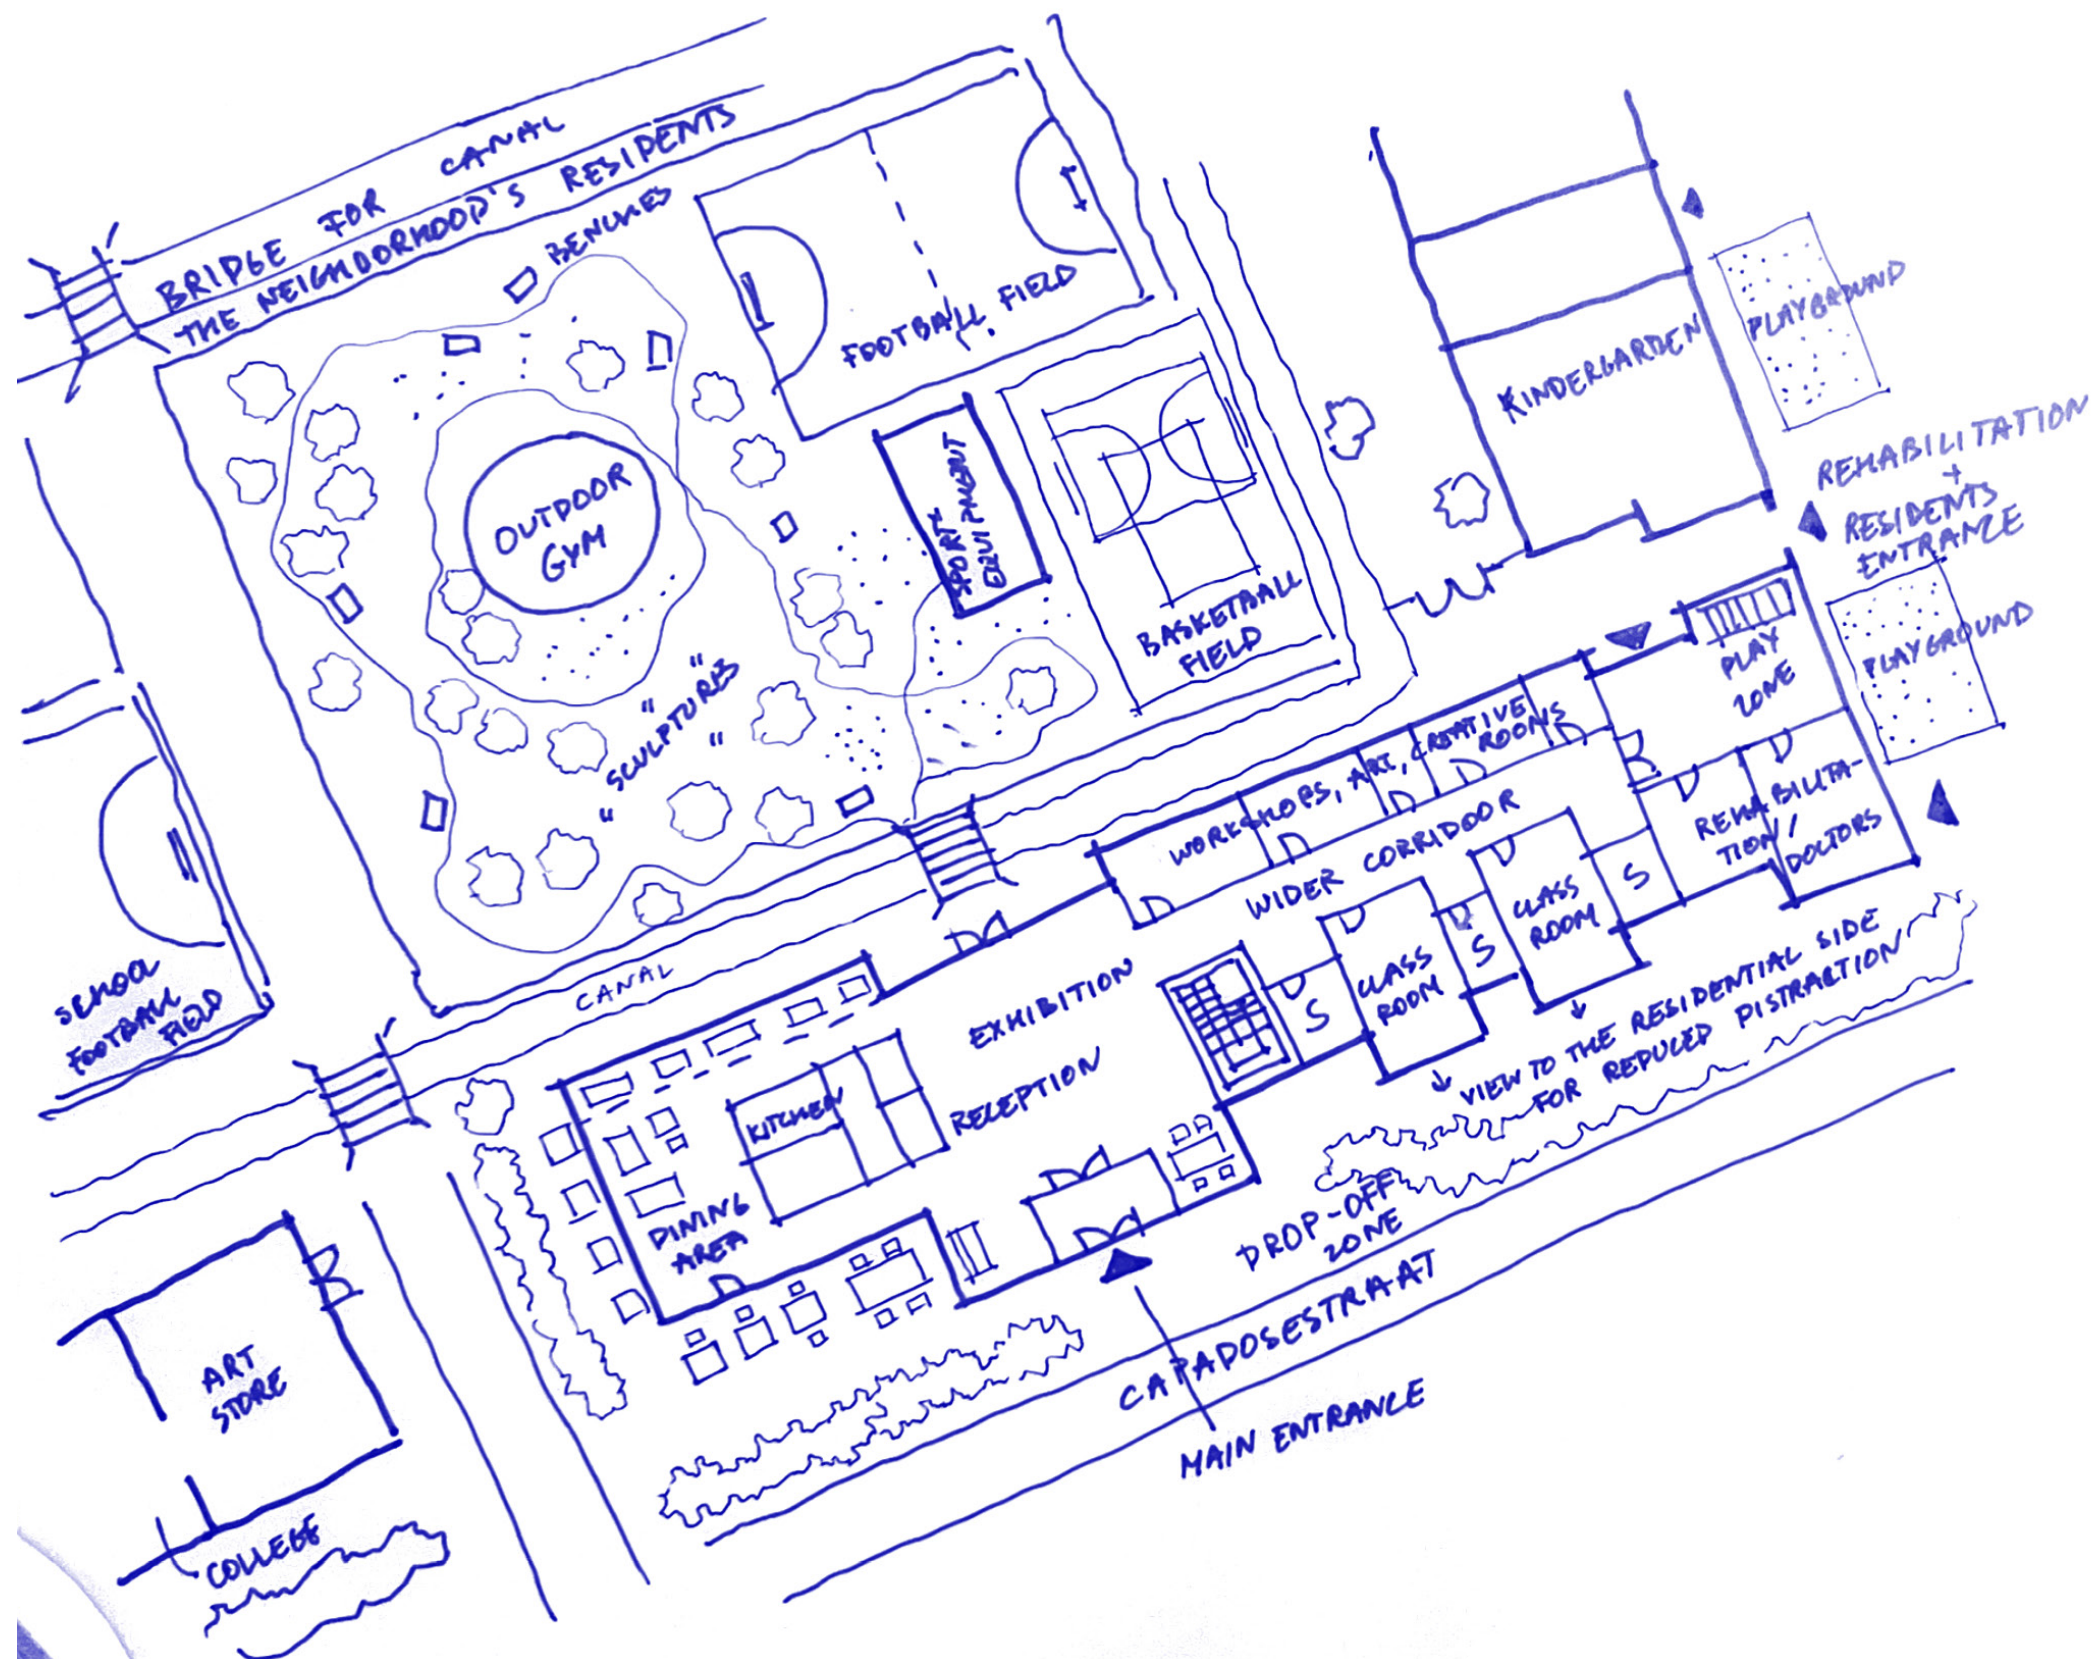 CANAL
BRIDGE FOR
THE NEIGHBORHOOD'S RESIDENTS
BENCHES
FOOTBALL FIELD
OUTDOOR
GYM
SPORTS
EQUIPMENT
BASKETBALL
FIELD
KINDERGARDEN
PLAYGROUND
REHABILITATION
+
RESIDENTS
ENTRANCE
PLAYGROUND
PLAY
ZONE
"SCULPTURES"
WORKSHOPS, ART, CREATIVE
ROOMS
WIDER CORRIDOOR
REHABILITA-
TION/
DOCTORS
S
CLASS
ROOM
S
CLASS
ROOM
S
SCHOOL
FOOTBALL
FIELD
CANAL
EXHIBITION
RECEPTION
KITCHEN
DINING
AREA
VIEW TO THE RESIDENTIAL SIDE
FOR REDUCED DISTRACTION
DROP-OFF
ZONE
CAPADOSESTRAAT
MAIN ENTRANCE
ART
STORE
COLLEGE